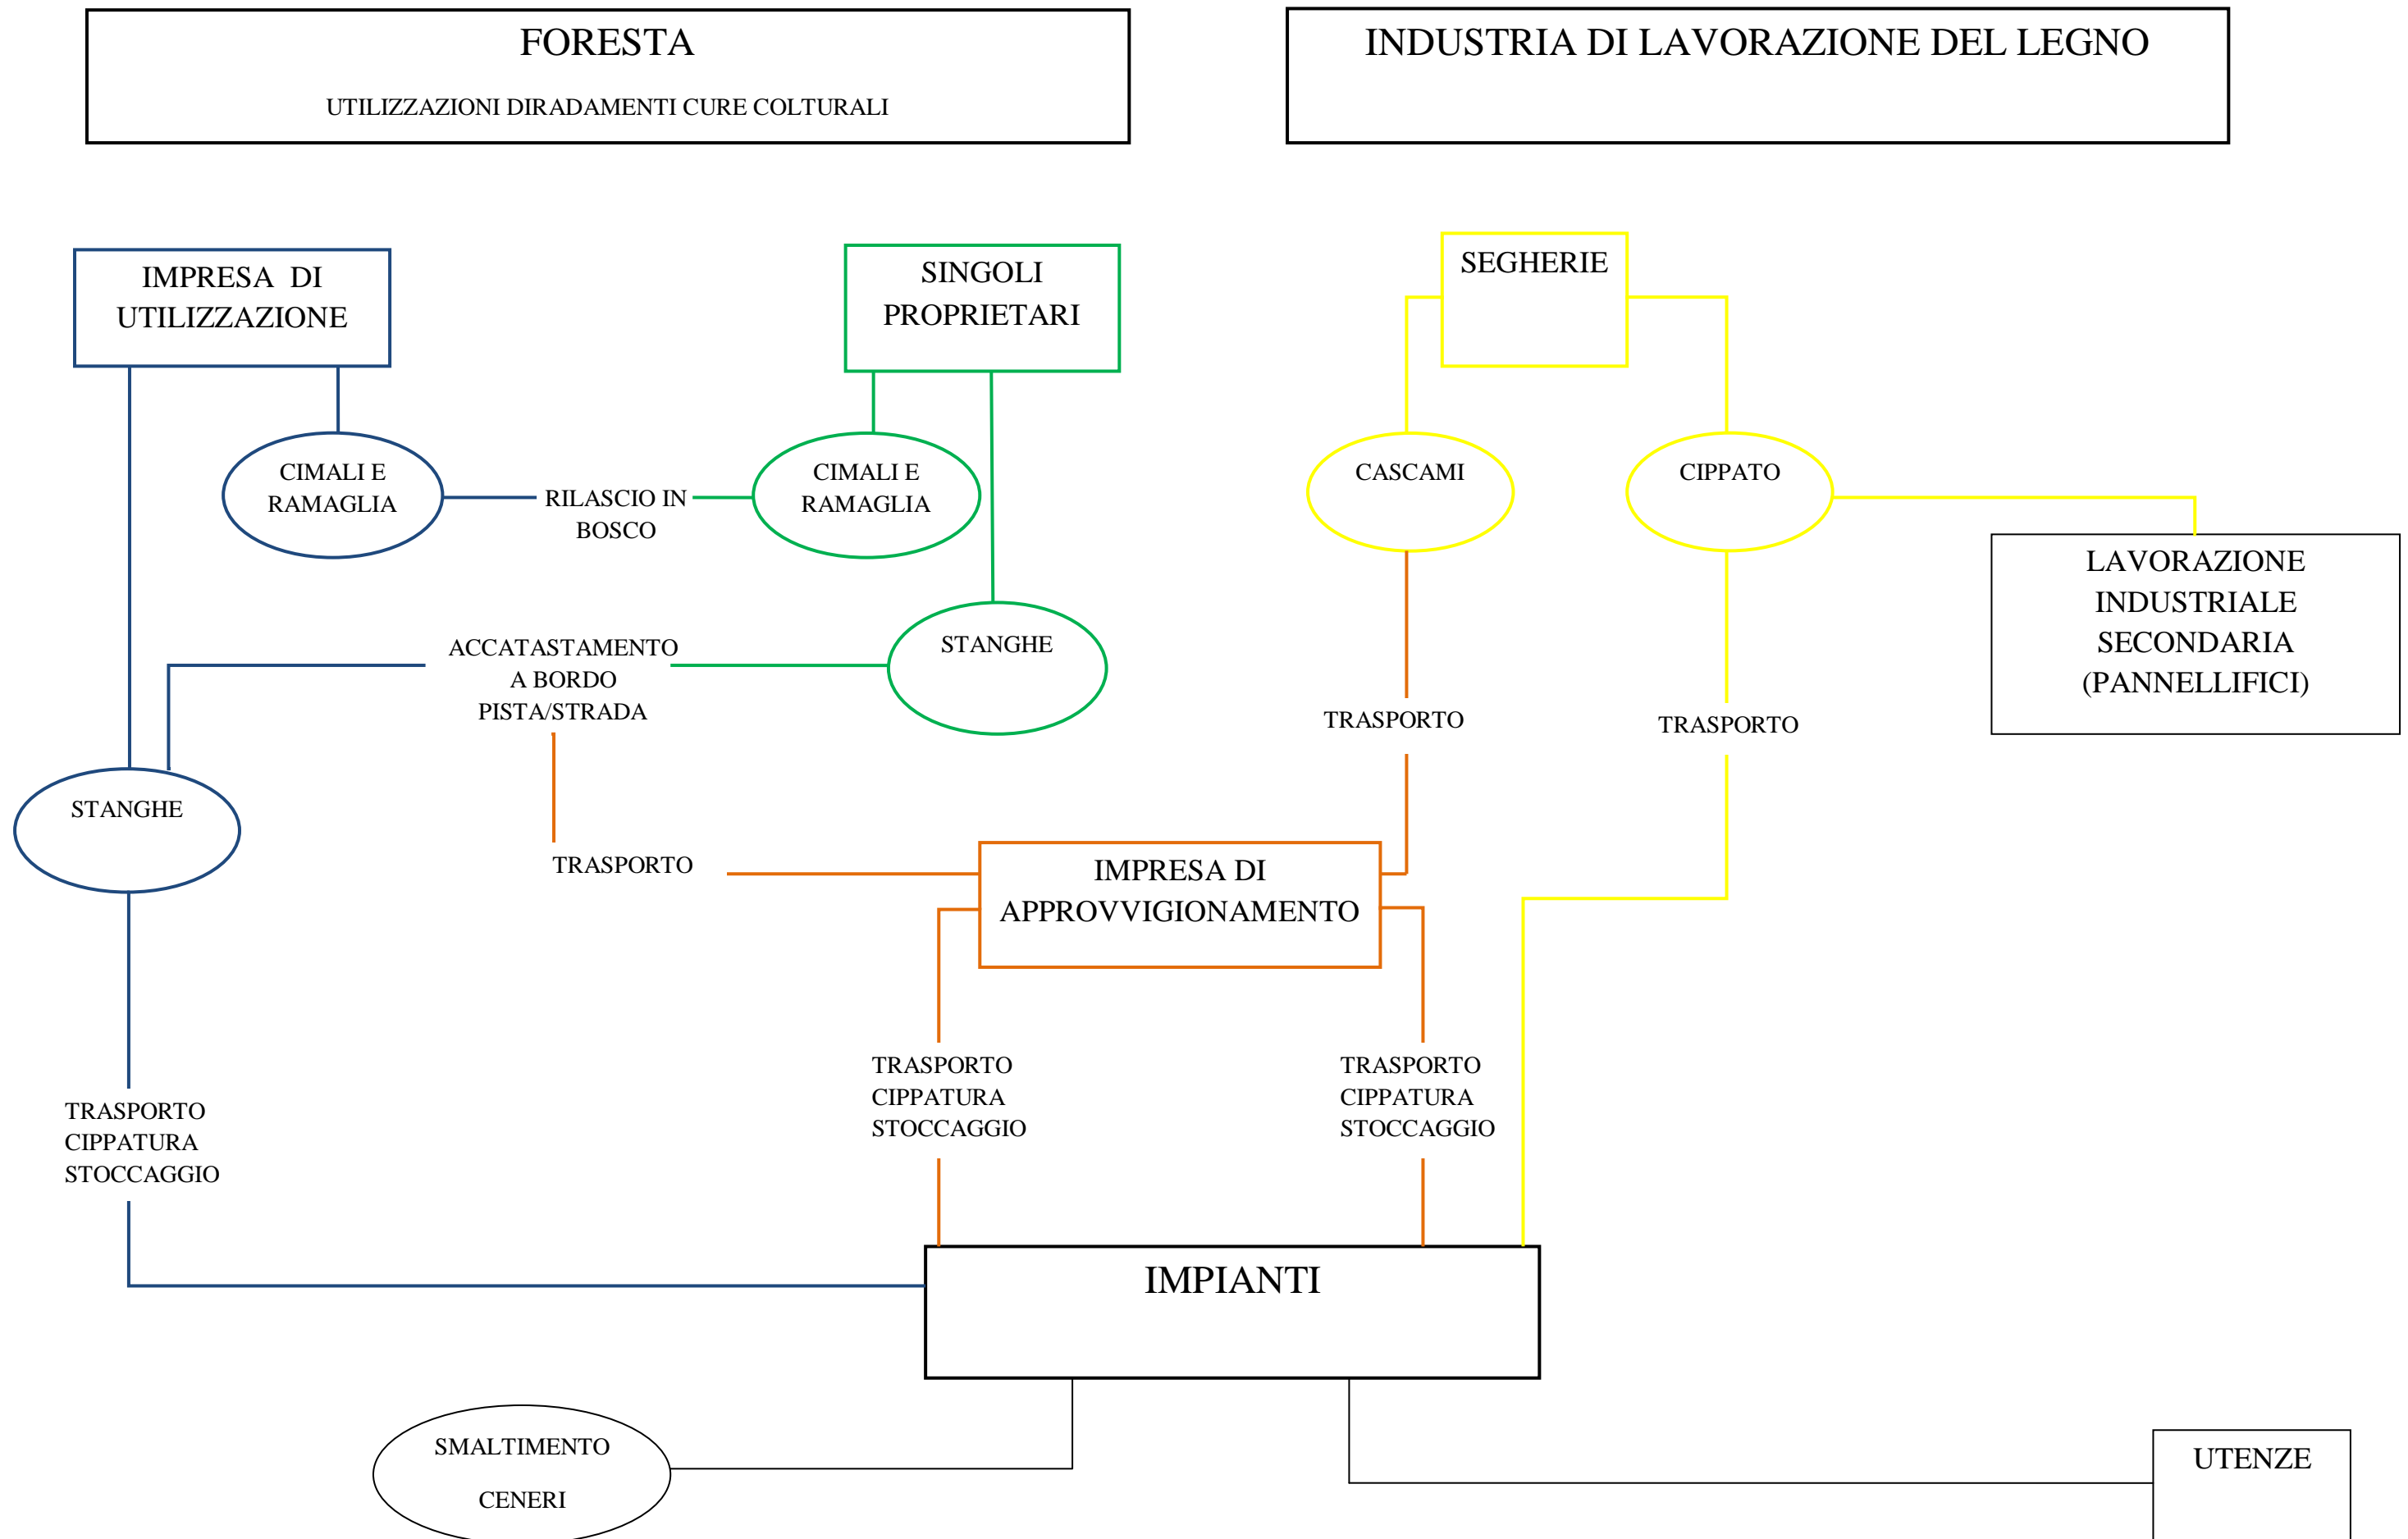 FORESTA
UTILIZZAZIONI DIRADAMENTI CURE COLTURALI
INDUSTRIA DI LAVORAZIONE DEL LEGNO
IMPRESA DI
UTILIZZAZIONE
SINGOLI
PROPRIETARI
SEGHERIE
CIMALI E
RAMAGLIA
RILASCIO IN
BOSCO
CIMALI E
RAMAGLIA
CASCAMI
CIPPATO
LAVORAZIONE
INDUSTRIALE
SECONDARIA
(PANNELLIFICI)
ACCATASTAMENTO
A BORDO
PISTA/STRADA
STANGHE
TRASPORTO
TRASPORTO
STANGHE
TRASPORTO
IMPRESA DI
APPROVVIGIONAMENTO
TRASPORTO
CIPPATURA
STOCCAGGIO
TRASPORTO
CIPPATURA
STOCCAGGIO
TRASPORTO
CIPPATURA
STOCCAGGIO
IMPIANTI
SMALTIMENTO
CENERI
UTENZE